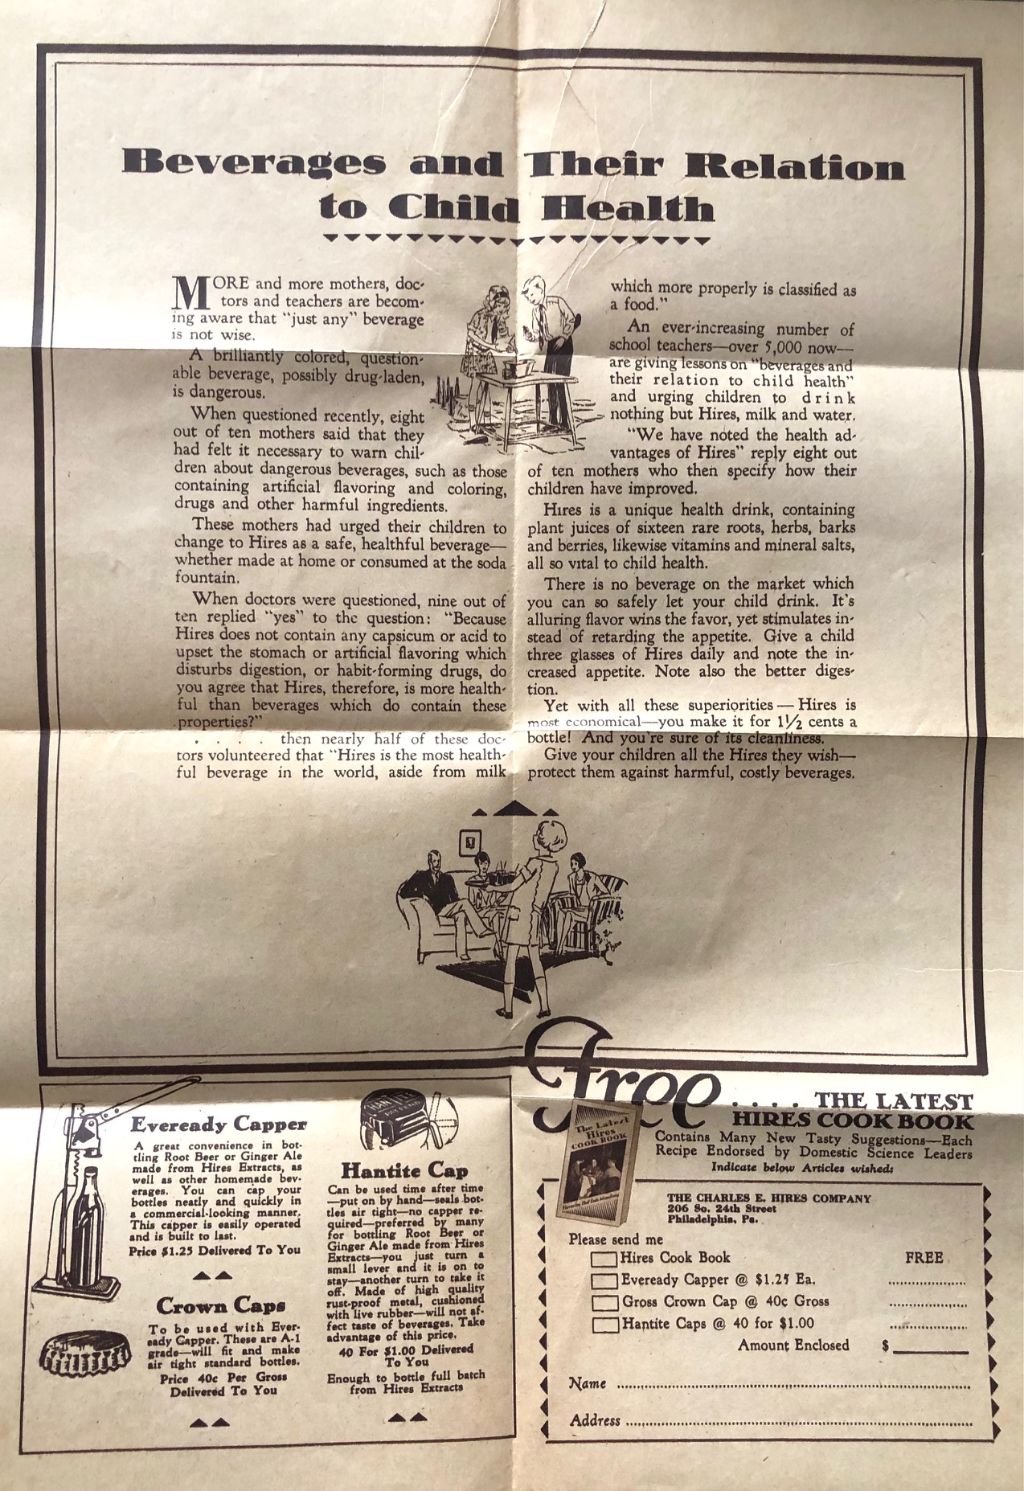 Beverages and Their Relation
to Child Health
MORE and more mothers, doc-
tors and teachers are becom-
ing aware that "just any" beverage
is not wise.
A brilliantly colored, question-
able beverage, possibly drug-laden,
is dangerous.
When questioned recently, eight
out of ten mothers said that they
had felt it necessary to warn chil-
dren about dangerous beverages, such as those
containing artificial flavoring and coloring,
drugs and other harmful ingredients.
These mothers had urged their children to
change to Hires as a safe, healthful beverage—
whether made at home or consumed at the soda
fountain.
When doctors were questioned, nine out of
ten replied "yes" to the question: "Because
Hires does not contain any capsicum or acid to
upset the stomach or artificial flavoring which
disturbs digestion, or habit-forming drugs, do
you agree that Hires, therefore, is more health-
ful than beverages which do contain these
properties?"
. . . . . then nearly half of these doc-
tors volunteered that "Hires is the most health-
ful beverage in the world, aside from milk
which more properly is classified as
a food."
An ever-increasing number of
school teachers—over 5,000 now—
are giving lessons on "beverages and
their relation to child health"
and urging children to drink
nothing but Hires, milk and water.
"We have noted the health ad-
vantages of Hires" reply eight out
of ten mothers who then specify how their
children have improved.
Hires is a unique health drink, containing
plant juices of sixteen rare roots, herbs, barks
and berries, likewise vitamins and mineral salts,
all so vital to child health.
There is no beverage on the market which
you can so safely let your child drink. It's
alluring flavor wins the favor, yet stimulates in-
stead of retarding the appetite. Give a child
three glasses of Hires daily and note the in-
creased appetite. Note also the better diges-
tion.
Yet with all these superiorities — Hires is
most economical—you make it for 1½ cents a
bottle! And you're sure of its cleanliness.
Give your children all the Hires they wish—
protect them against harmful, costly beverages.
Eveready Capper
A great convenience in bot-
tling Root Beer or Ginger Ale
made from Hires Extracts, as
well as other homemade bev-
erages. You can cap your
bottles neatly and quickly in
a commercial-looking manner.
This capper is easily operated
and is built to last.
Price $1.25 Delivered To You
Crown Caps
To be used with Ever-
eady Capper. These are A-1
grade—will fit and make
air tight standard bottles.
Price 40c Per Gross
Delivered To You
Hantite Cap
Can be used time after time
—put on by hand—seals bot-
tles air tight—no capper re-
quired—preferred by many
for bottling Root Beer or
Ginger Ale made from Hires
Extracts—you just turn a
small lever and it is on to
stay—another turn to take it
off. Made of high quality
rust-proof metal, cushioned
with live rubber—will not af-
fect taste of beverages. Take
advantage of this price.
40 For $1.00 Delivered
To You
Enough to bottle full batch
from Hires Extracts
Free . . . . THE LATEST
HIRES COOK BOOK
Contains Many New Tasty Suggestions—Each
Recipe Endorsed by Domestic Science Leaders
Indicate below Articles wished:
The Latest
Hires
COOK BOOK
THE CHARLES E. HIRES COMPANY
206 So. 24th Street
Philadelphia, Pa.
Please send me
Hires Cook Book FREE
Eveready Capper @ $1.25 Ea.
Gross Crown Cap @ 40c Gross
Hantite Caps @ 40 for $1.00
Amount Enclosed $
Name
Address